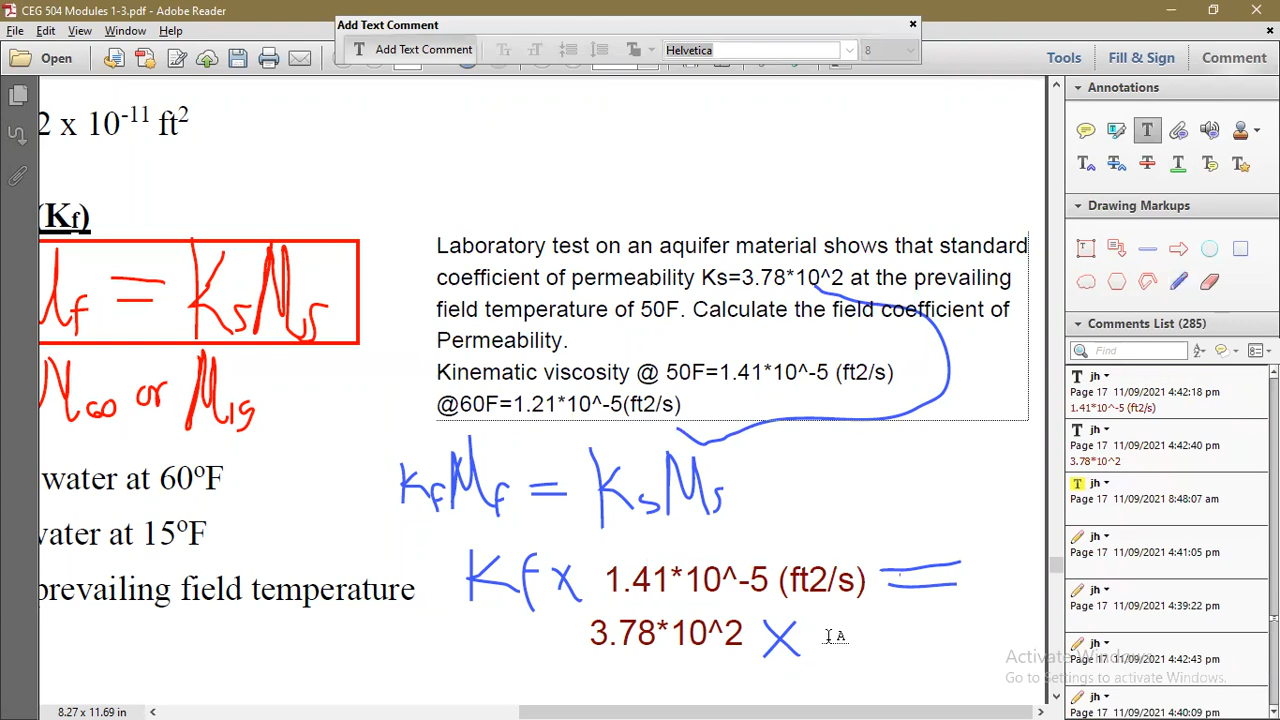 CEG 504 Modules 1-3.pdf - Adobe Reader
File Edit View Window Help
Add Text Comment
Add Text Comment Helvetica 8
Open
Tools Fill & Sign Comment
2 x 10-11 ft2
(Kf)
Mf = KsMs
M60 or M15
water at 60ºF
water at 15ºF
prevailing field temperature
Laboratory test on an aquifer material shows that standard
coefficient of permeability Ks=3.78*10^2 at the prevailing
field temperature of 50F. Calculate the field coefficient of
Permeability.
Kinematic viscosity @ 50F=1.41*10^-5 (ft2/s)
@60F=1.21*10^-5(ft2/s)
KfMf = KsMs
Kf x 1.41*10^-5 (ft2/s) =
3.78*10^2 X
Annotations
Drawing Markups
Comments List (285)
Find
jh
Page 17 11/09/2021 4:42:18 pm
1.41*10^-5 (ft2/s)
jh
Page 17 11/09/2021 4:42:40 pm
3.78*10^2
jh
Page 17 11/09/2021 8:48:07 am
jh
Page 17 11/09/2021 4:41:05 pm
jh
Page 17 11/09/2021 4:39:22 pm
jh
Page 17 11/09/2021 4:42:43 pm
jh
Page 17 11/09/2021 4:40:09 pm
Activate Windows
Go to Settings to activate Windows.
8.27 x 11.69 in